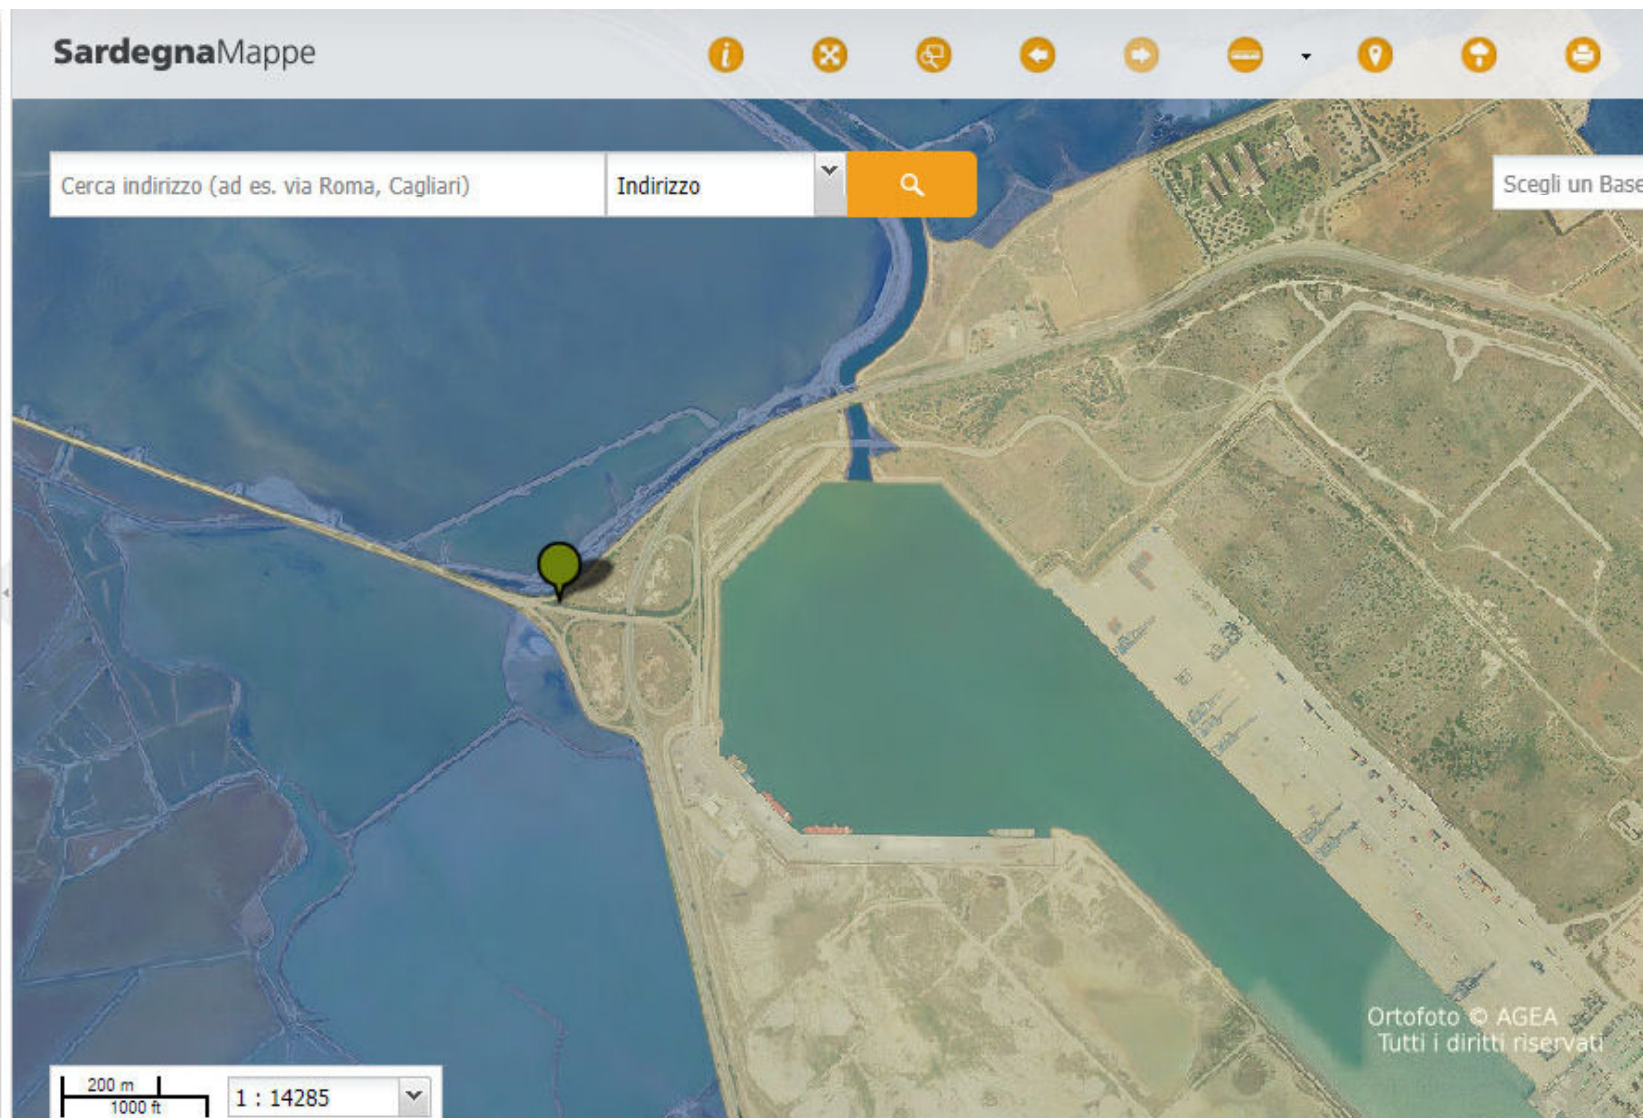 SardegnaMappe
Cerca indirizzo (ad es. via Roma, Cagliari)
Indirizzo
Scegli un Base
Ortofoto © AGEA
Tutti i diritti riservati
200 m
1000 ft
1 : 14285